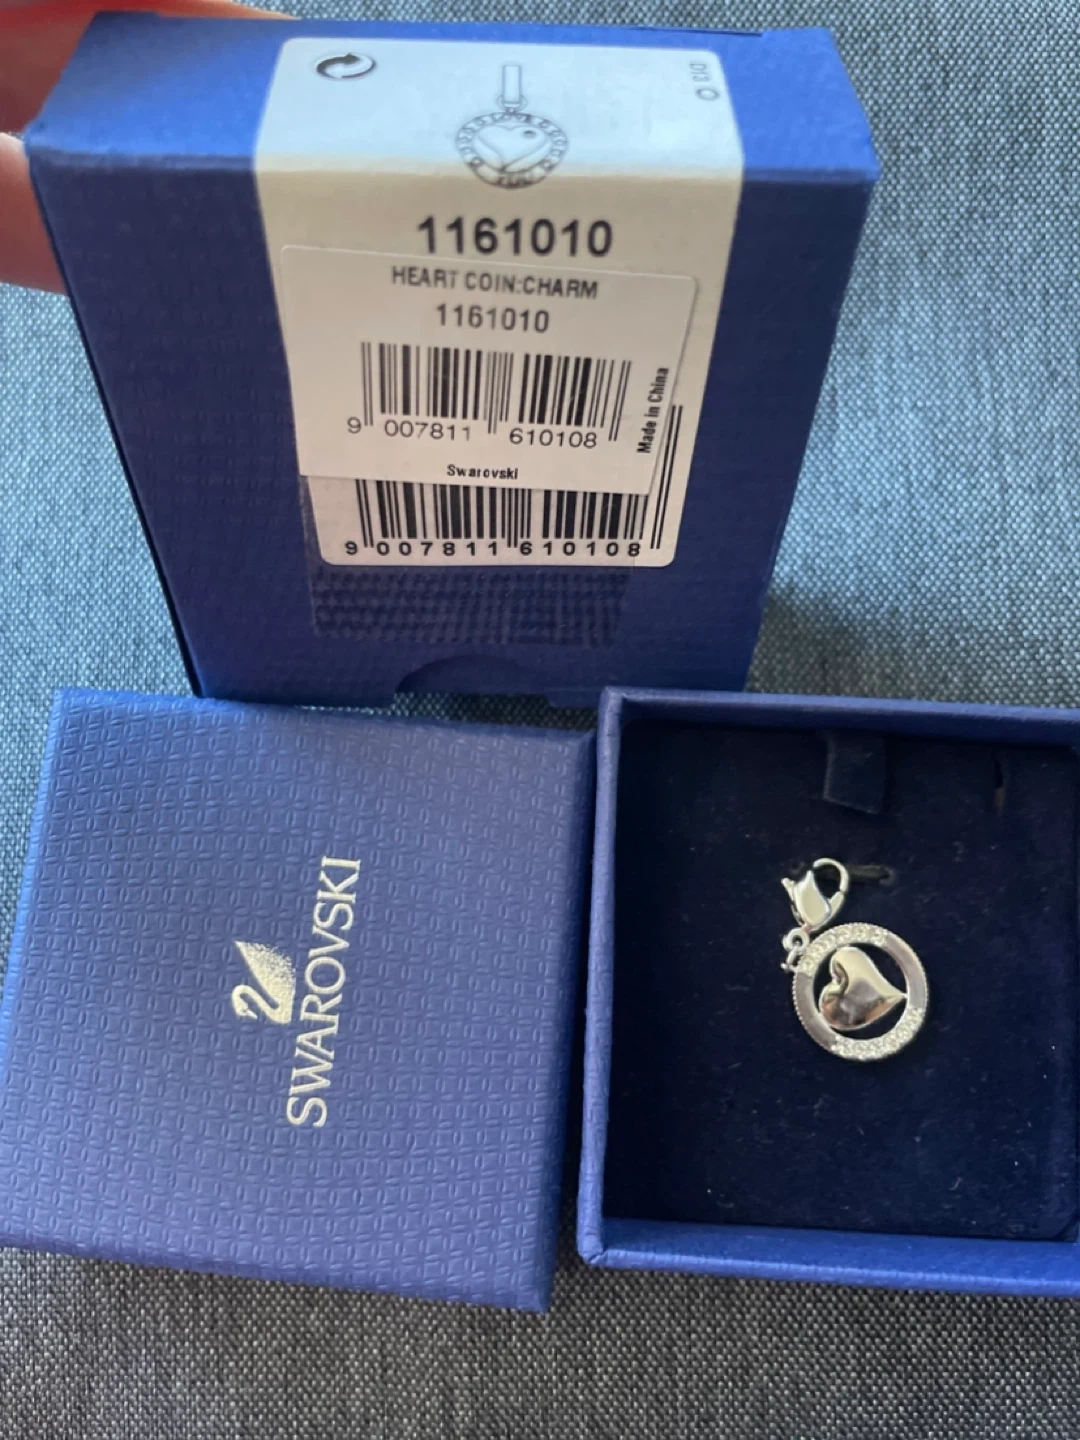 1161010
HEART COIN:CHARM
1161010
9 007811 610108
Made in China
Swarovski
9 007811 610108
SWAROVSKI